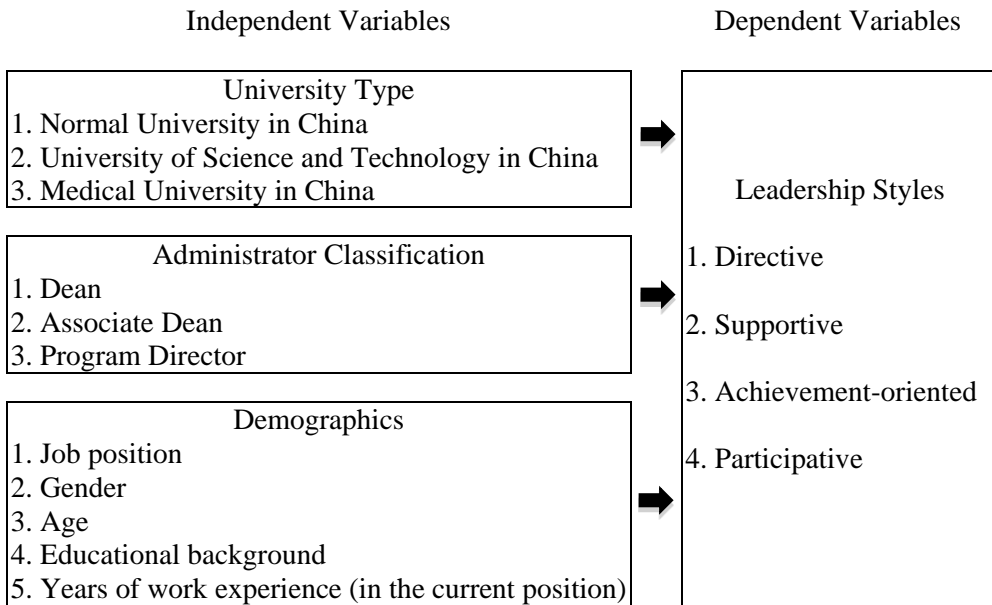 Independent Variables
Dependent Variables
University Type
1. Normal University in China
2. University of Science and Technology in China
3. Medical University in China
Administrator Classification
1. Dean
2. Associate Dean
3. Program Director
Demographics
1. Job position
2. Gender
3. Age
4. Educational background
5. Years of work experience (in the current position)
Leadership Styles
1. Directive
2. Supportive
3. Achievement-oriented
4. Participative